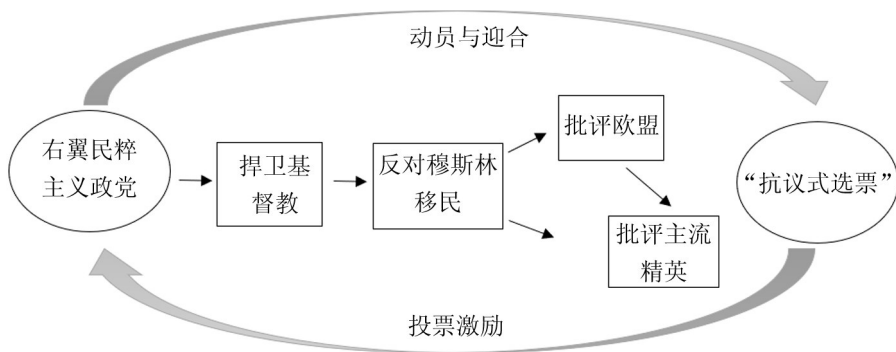 动员与迎合
右翼民粹
主义政党
捍卫基
督教
反对穆斯林
移民
批评欧盟
批评主流
精英
“抗议式选票”
投票激励